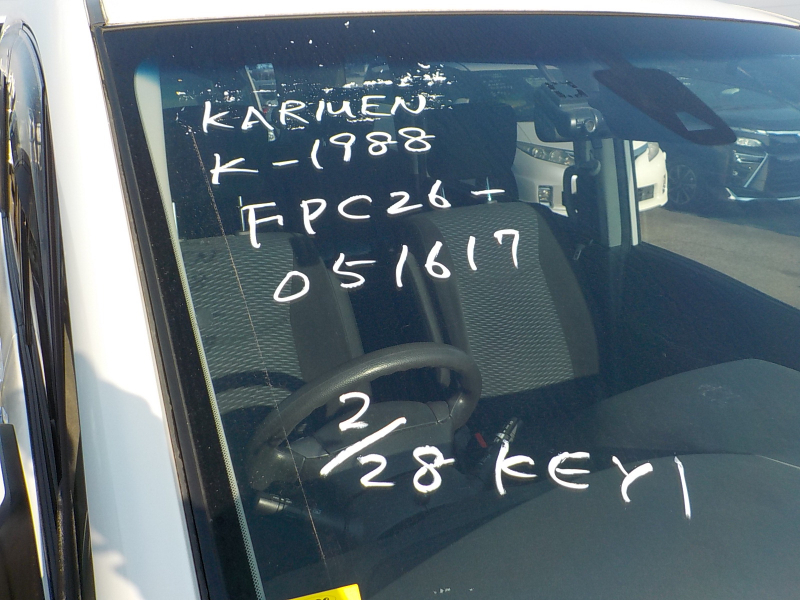 KARMEN
K-1988
FPC26-
051617
2/28 KEY1